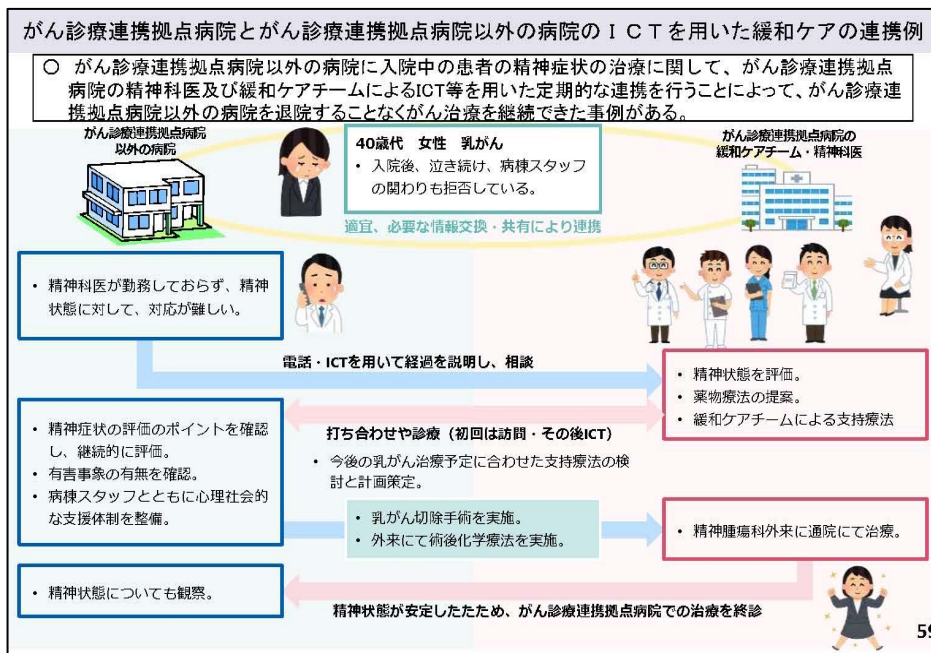 がん診療連携拠点病院とがん診療連携拠点病院以外の病院のＩＣＴを用いた緩和ケアの連携例
○ がん診療連携拠点病院以外の病院に入院中の患者の精神症状の治療に関して、がん診療連携拠点
病院の精神科医及び緩和ケアチームによるICT等を用いた定期的な連携を行うことによって、がん診療連
携拠点病院以外の病院を退院することなくがん治療を継続できた事例がある。
がん診療連携拠点病院
以外の病院
40歳代　女性　乳がん
• 入院後、泣き続け、病棟スタッフ
の関わりも拒否している。
適宜、必要な情報交換・共有により連携
がん診療連携拠点病院の
緩和ケアチーム・精神科医
• 精神科医が勤務しておらず、精神
状態に対して、対応が難しい。
電話・ICTを用いて経過を説明し、相談
• 精神状態を評価。
• 薬物療法の提案。
• 緩和ケアチームによる支持療法
• 精神症状の評価のポイントを確認
し、継続的に評価。
• 有害事象の有無を確認。
• 病棟スタッフとともに心理社会的
な支援体制を整備。
打ち合わせや診療（初回は訪問・その後ICT）
• 今後の乳がん治療予定に合わせた支持療法の検
討と計画策定。
• 乳がん切除手術を実施。
• 外来にて術後化学療法を実施。
• 精神腫瘍科外来に通院にて治療。
• 精神状態についても観察。
精神状態が安定したたため、がん診療連携拠点病院での治療を終診
59